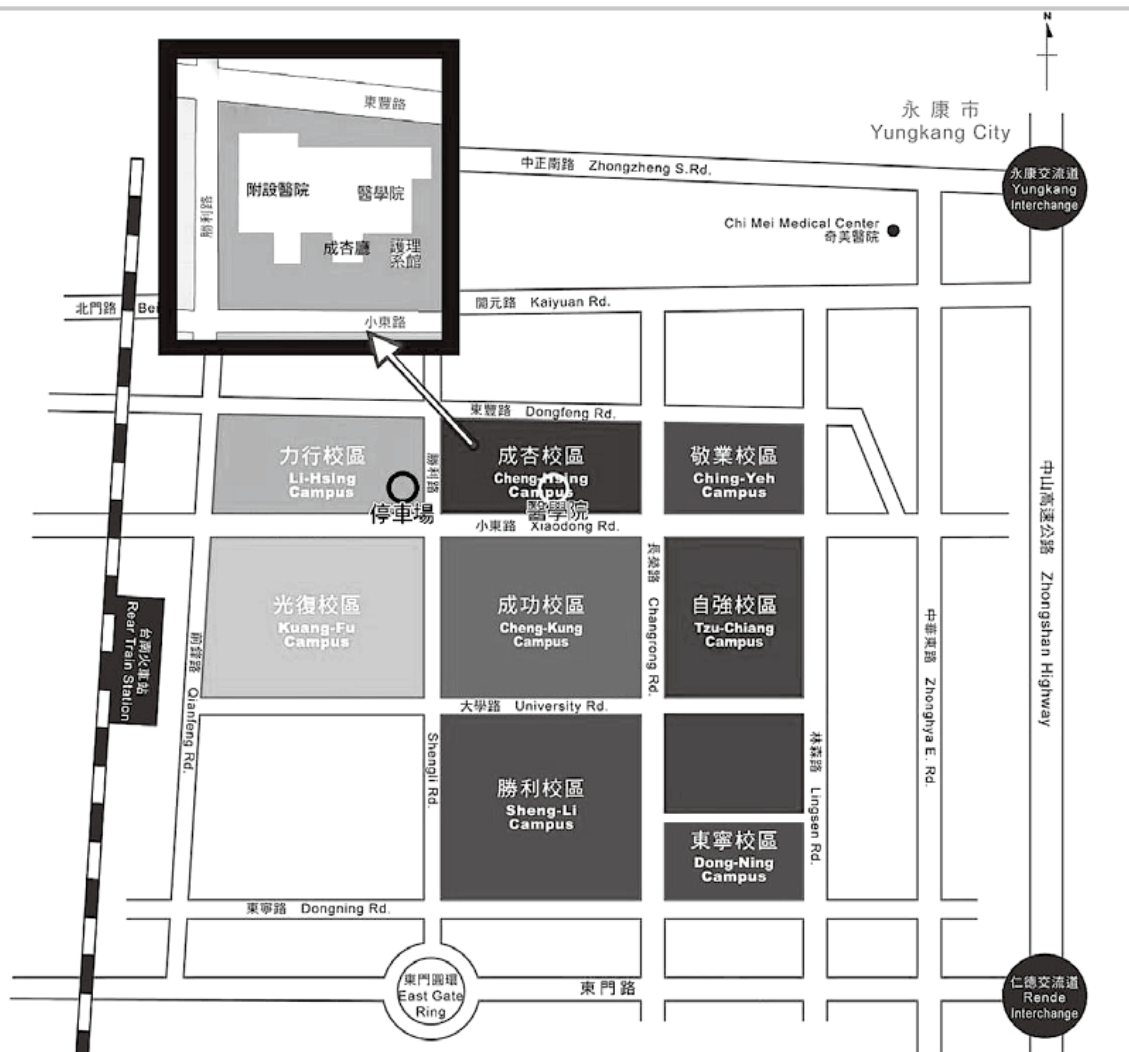 N
永康市
Yungkang City
東豐路
中正南路 Zhongzheng S.Rd.
永康交流道
Yungkang
Interchange
附設醫院
醫學院
勝利路
Chi Mei Medical Center
奇美醫院
成杏廳
護理
系館
北門路 Bei
開元路 Kaiyuan Rd.
小東路
東豐路 Dongfeng Rd.
力行校區
Li-Hsing
Campus
勝利路
成杏校區
Cheng-Hsing
Campus
敬業校區
Ching-Yeh
Campus
停車場
醫學院
小東路 Xiaodong Rd.
中山高速公路 Zhongshan Highway
光復校區
Kuang-Fu
Campus
成功校區
Cheng-Kung
Campus
長榮路 Changrong Rd.
自強校區
Tzu-Chiang
Campus
台南火車站
Rear Train Station
前鋒路 Qianfeng Rd.
中華東路 Zhonghya E. Rd.
大學路 University Rd.
Shengli Rd.
勝利校區
Sheng-Li
Campus
林森路 Lingsen Rd.
東寧校區
Dong-Ning
Campus
東寧路 Dongning Rd.
東門圓環
East Gate
Ring
東門路
仁德交流道
Rende
Interchange